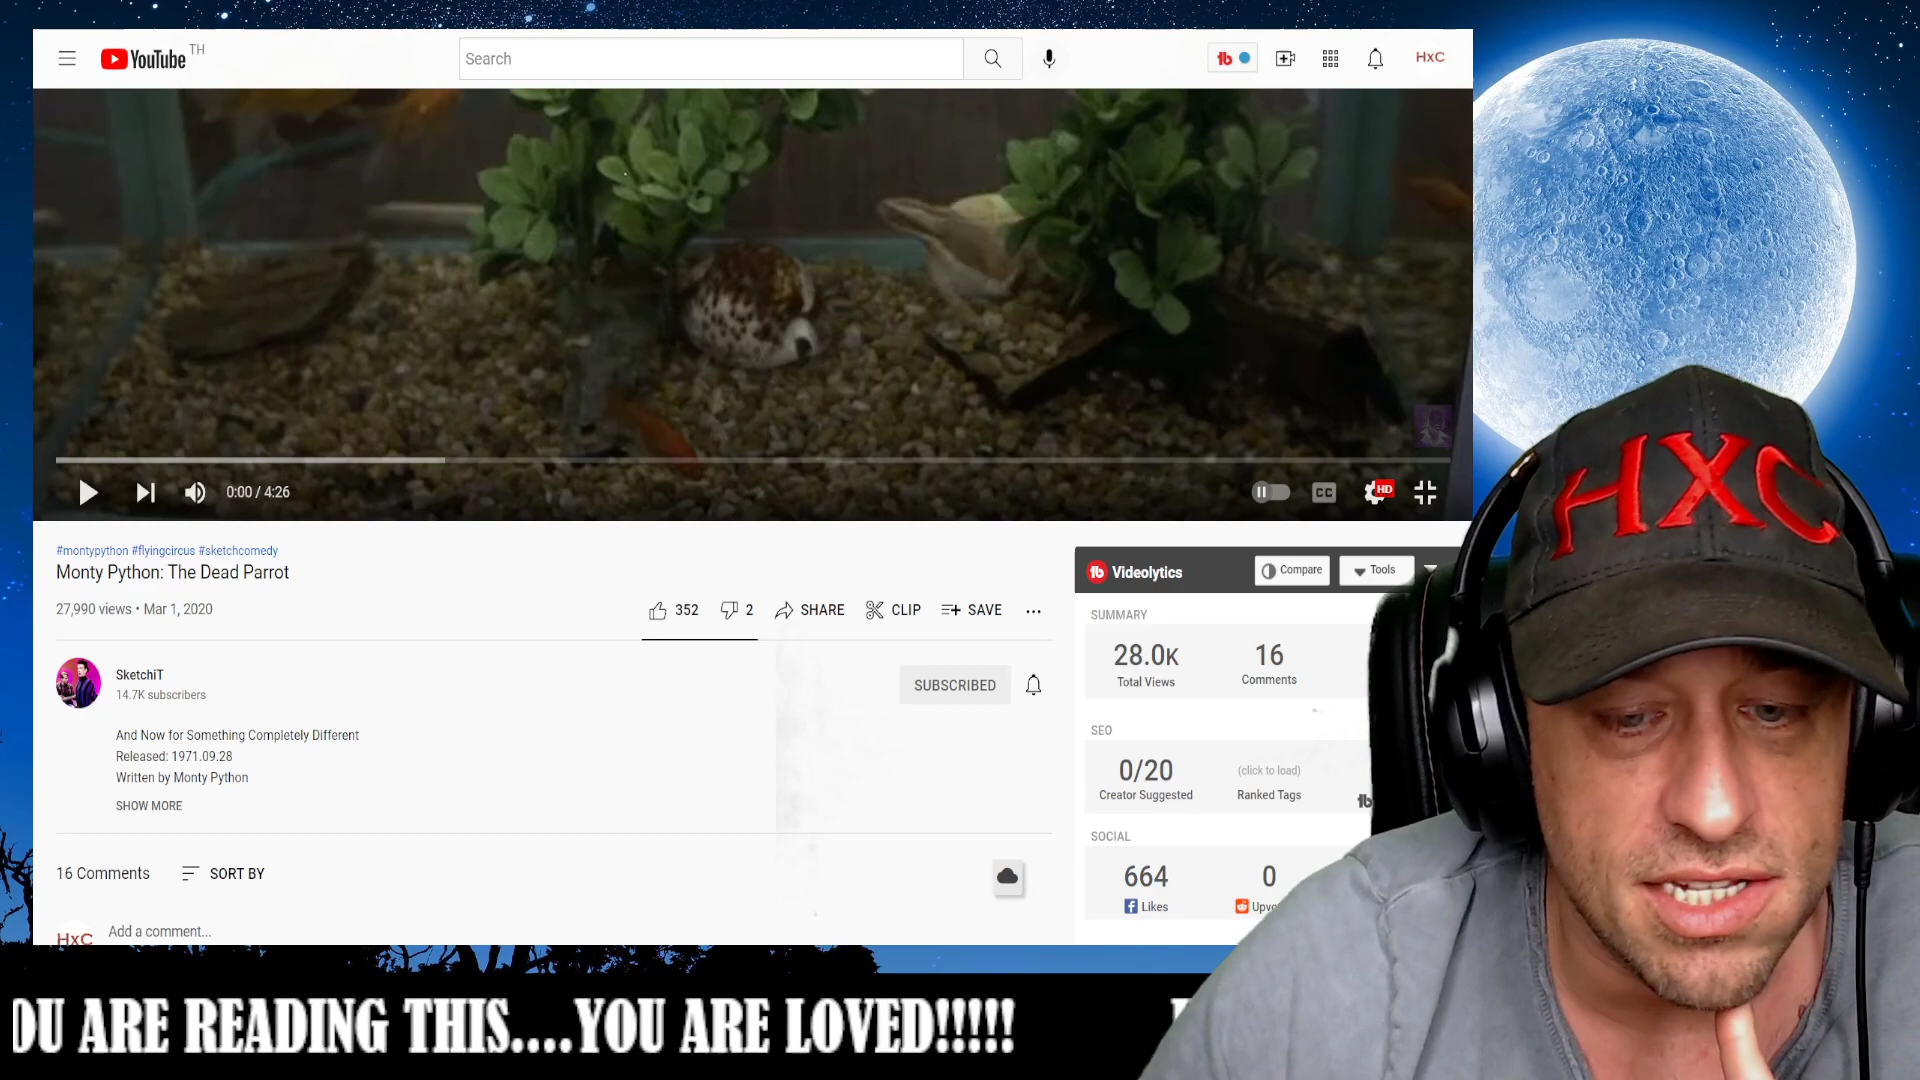 YouTube TH
Search
HxC
0:00 / 4:26
CC
HD
#montypython #flyingcircus #sketchcomedy
Monty Python: The Dead Parrot
27,990 views • Mar 1, 2020
352
2
SHARE
CLIP
SAVE
SketchiT
14.7K subscribers
SUBSCRIBED
And Now for Something Completely Different
Released: 1971.09.28
Written by Monty Python
SHOW MORE
16 Comments
SORT BY
HxC
Add a comment...
tb Videolytics
Compare
Tools
SUMMARY
28.0K
Total Views
16
Comments
SEO
0/20
Creator Suggested
(click to load)
Ranked Tags
tb
SOCIAL
664
Likes
0
HXC
ARE READING THIS....YOU ARE LOVED!!!!!